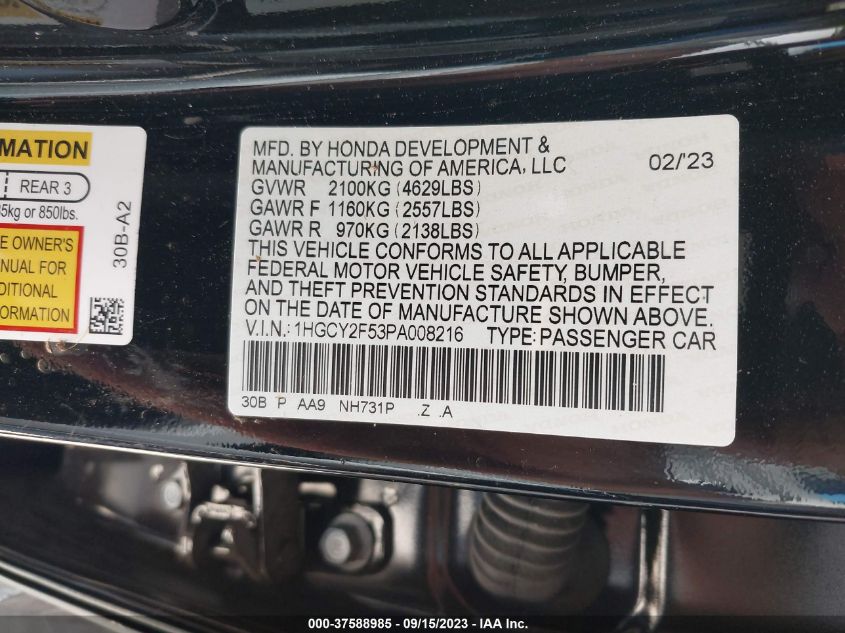 MATION
REAR 3
5kg or 850lbs.
E OWNER'S
NUAL FOR
DITIONAL
FORMATION
30B-A2
MFD. BY HONDA DEVELOPMENT &
MANUFACTURING OF AMERICA, LLC 02/'23
GVWR 2100KG (4629LBS)
GAWR F 1160KG (2557LBS)
GAWR R 970KG (2138LBS)
THIS VEHICLE CONFORMS TO ALL APPLICABLE
FEDERAL MOTOR VEHICLE SAFETY, BUMPER,
AND THEFT PREVENTION STANDARDS IN EFFECT
ON THE DATE OF MANUFACTURE SHOWN ABOVE.
V.I.N.: 1HGCY2F53PA008216 TYPE: PASSENGER CAR
30B P AA9 NH731P .Z .A
000-37588985 - 09/15/2023 - IAA Inc.